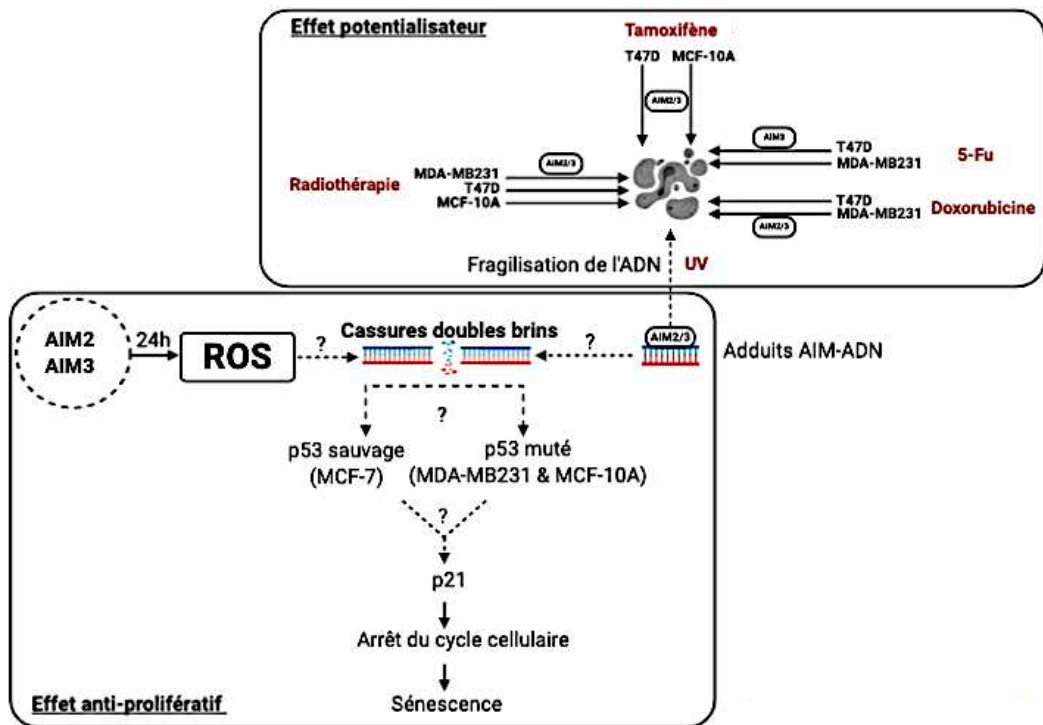 Effet potentialisateur
Tamoxifène
T47D MCF-10A
AIM2/3
AIM3
T47D
MDA-MB231
5-Fu
AIM2/3
MDA-MB231
T47D
MCF-10A
Radiothérapie
T47D
MDA-MB231
Doxorubicine
AIM2/3
Fragilisation de l'ADN UV
AIM2
AIM3
24h
ROS
?
Cassures doubles brins
?
AIM2/3
Adduits AIM-ADN
?
p53 sauvage
(MCF-7)
p53 muté
(MDA-MB231 & MCF-10A)
?
p21
Arrêt du cycle cellulaire
Sénescence
Effet anti-prolifératif